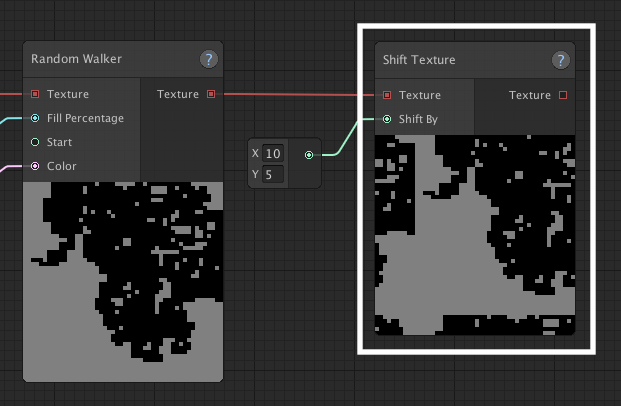 Random Walker ?
Texture Texture
Fill Percentage
Start
Color
X 10
Y 5
Shift Texture ?
Texture Texture
Shift By